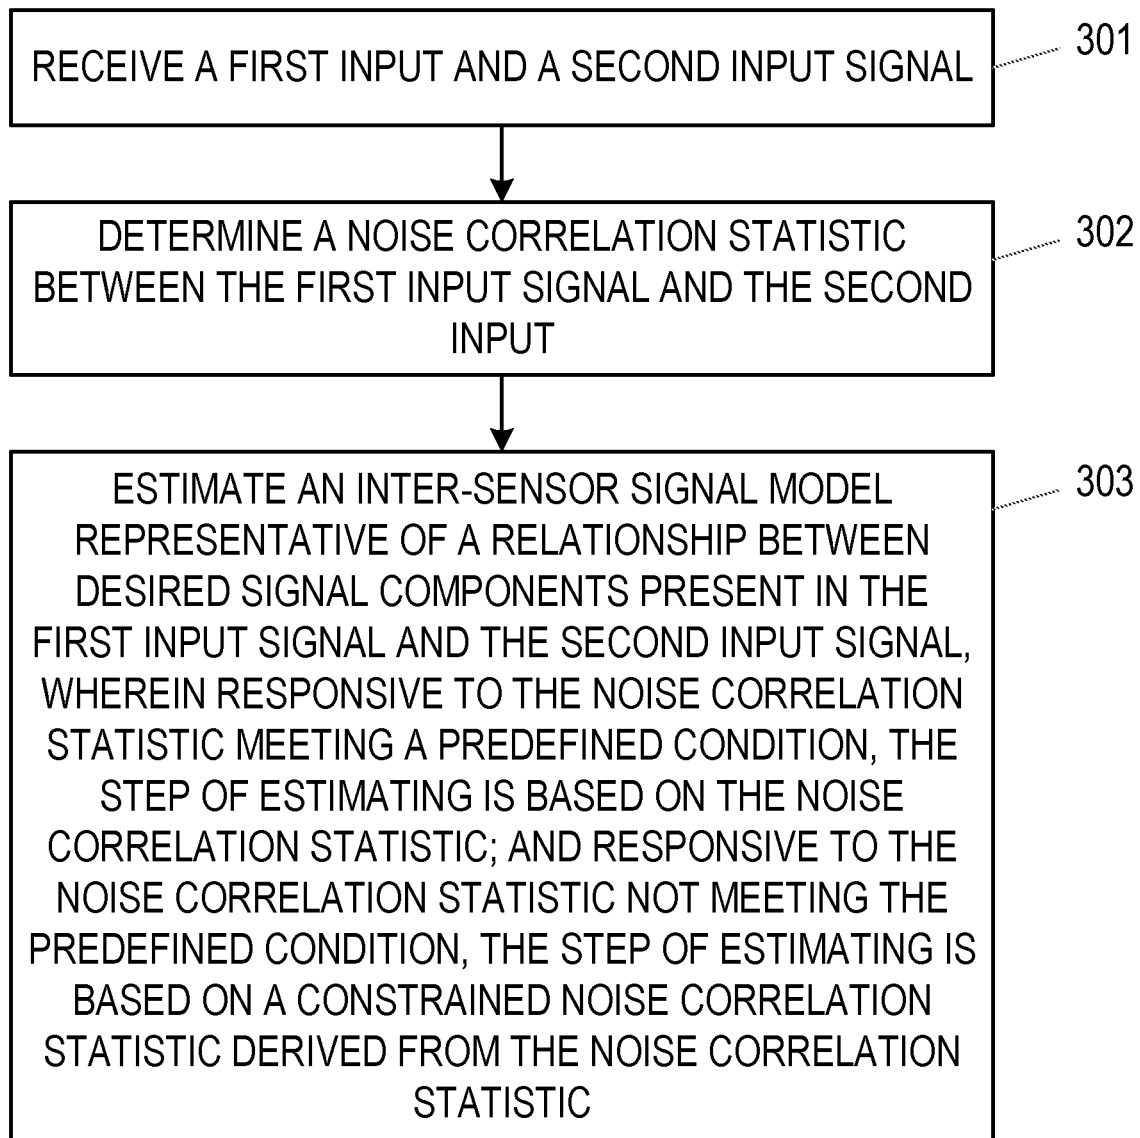 RECEIVE A FIRST INPUT AND A SECOND INPUT SIGNAL
301
DETERMINE A NOISE CORRELATION STATISTIC
BETWEEN THE FIRST INPUT SIGNAL AND THE SECOND
INPUT
302
ESTIMATE AN INTER-SENSOR SIGNAL MODEL
REPRESENTATIVE OF A RELATIONSHIP BETWEEN
DESIRED SIGNAL COMPONENTS PRESENT IN THE
FIRST INPUT SIGNAL AND THE SECOND INPUT SIGNAL,
WHEREIN RESPONSIVE TO THE NOISE CORRELATION
STATISTIC MEETING A PREDEFINED CONDITION, THE
STEP OF ESTIMATING IS BASED ON THE NOISE
CORRELATION STATISTIC; AND RESPONSIVE TO THE
NOISE CORRELATION STATISTIC NOT MEETING THE
PREDEFINED CONDITION, THE STEP OF ESTIMATING IS
BASED ON A CONSTRAINED NOISE CORRELATION
STATISTIC DERIVED FROM THE NOISE CORRELATION
STATISTIC
303